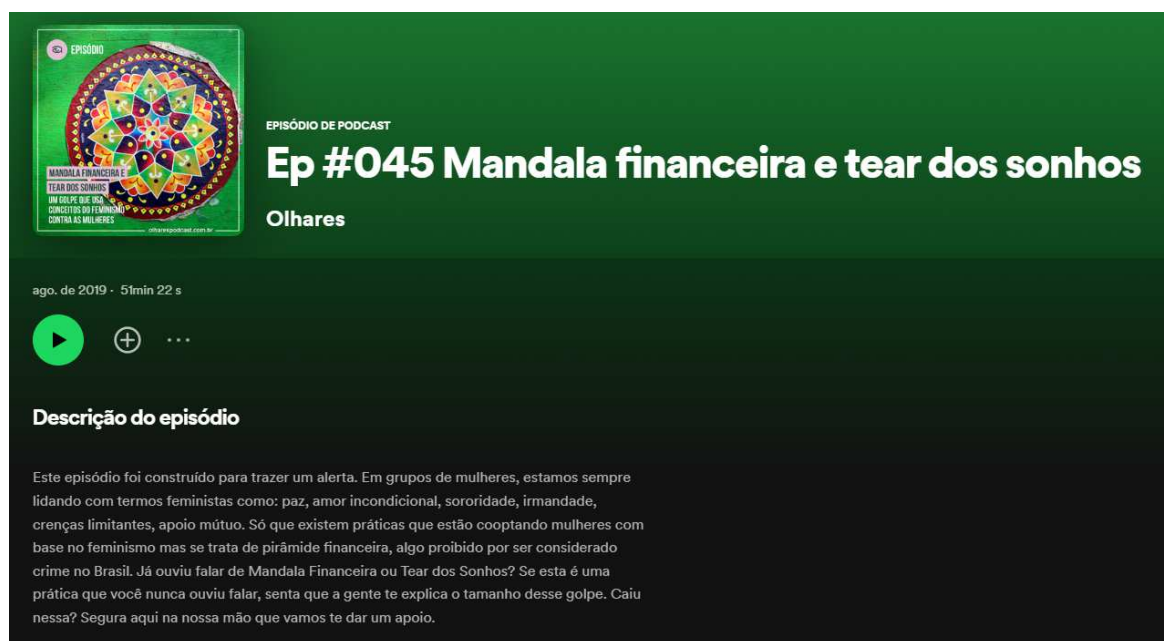 EPISÓDIO
MANDALA FINANCEIRA E
TEAR DOS SONHOS
UM GOLPE QUE USA
CONCEITOS DO FEMINISMO
CONTRA AS MULHERES
olharespodcast.com.br
EPISÓDIO DE PODCAST
Ep #045 Mandala financeira e tear dos sonhos
Olhares
ago. de 2019 · 51min 22 s
Descrição do episódio
Este episódio foi construído para trazer um alerta. Em grupos de mulheres, estamos sempre
lidando com termos feministas como: paz, amor incondicional, sororidade, irmandade,
crenças limitantes, apoio mútuo. Só que existem práticas que estão cooptando mulheres com
base no feminismo mas se trata de pirâmide financeira, algo proibido por ser considerado
crime no Brasil. Já ouviu falar de Mandala Financeira ou Tear dos Sonhos? Se esta é uma
prática que você nunca ouviu falar, senta que a gente te explica o tamanho desse golpe. Caiu
nessa? Segura aqui na nossa mão que vamos te dar um apoio.